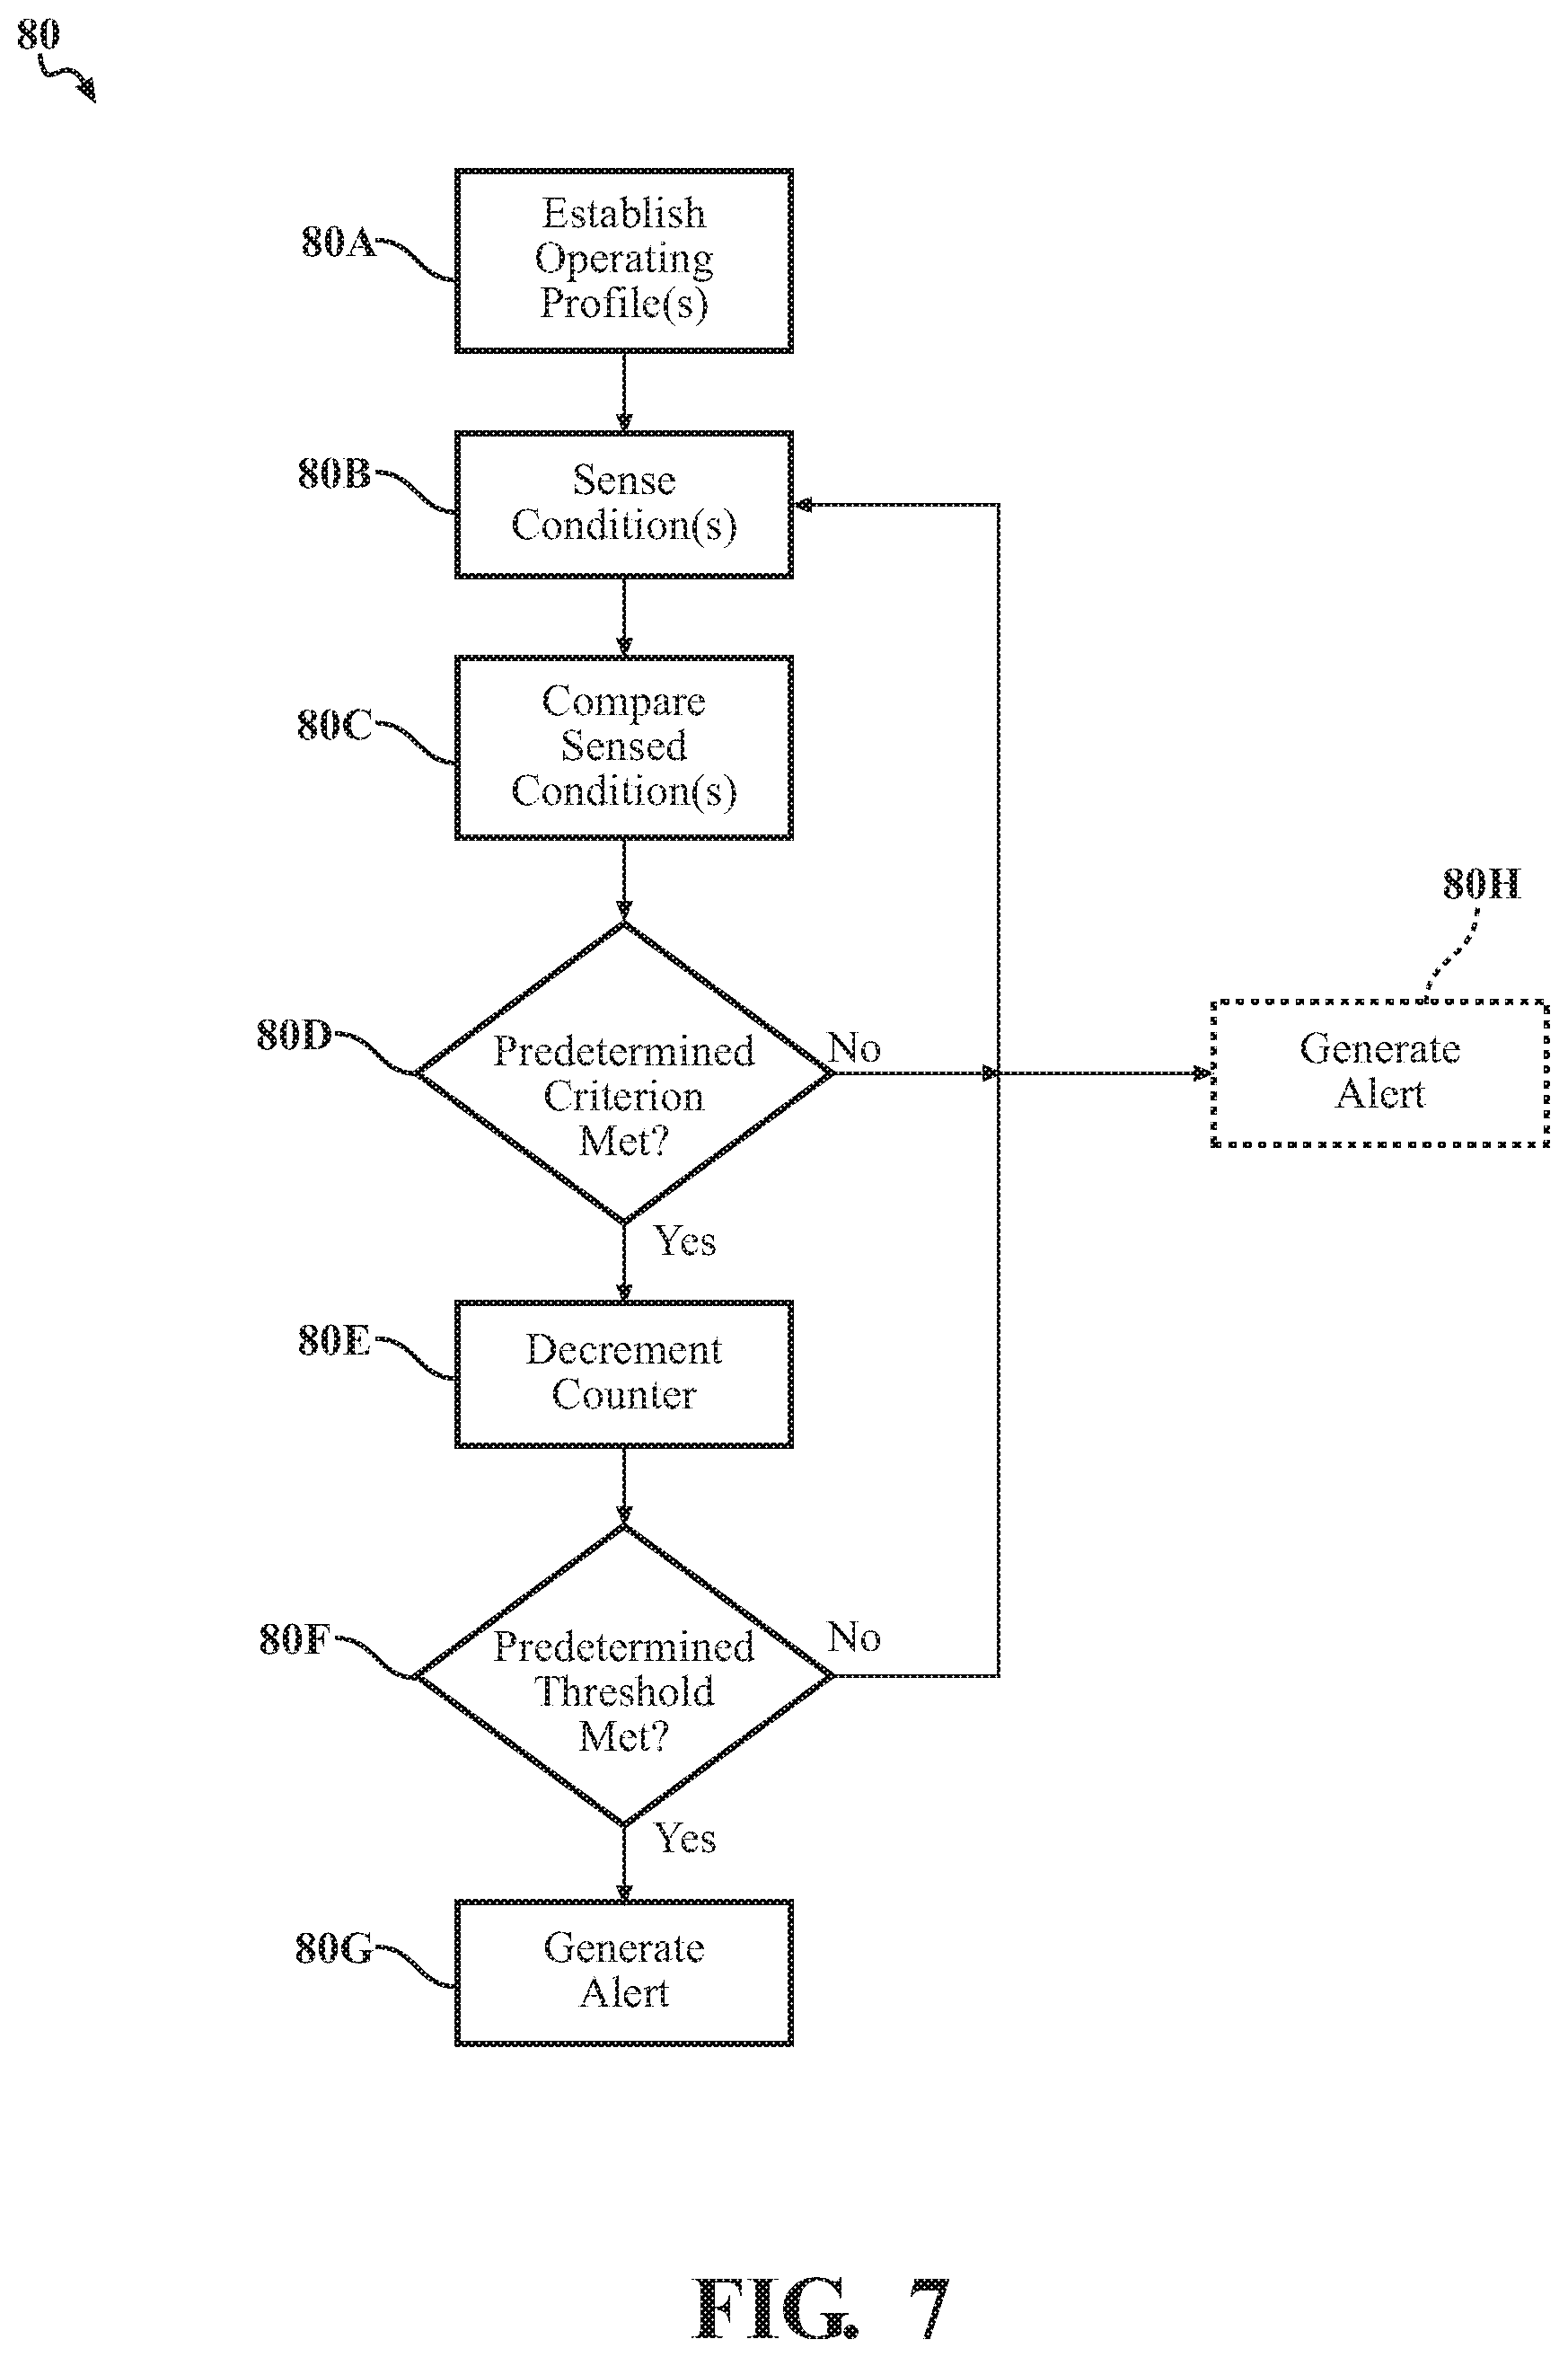 80
80A
Establish
Operating
Profile(s)
80B
Sense
Condition(s)
80C
Compare
Sensed
Condition(s)
80H
Generate
Alert
80D
Predetermined
Criterion
Met?
No
Yes
80E
Decrement
Counter
80F
Predetermined
Threshold
Met?
No
Yes
80G
Generate
Alert
FIG. 7